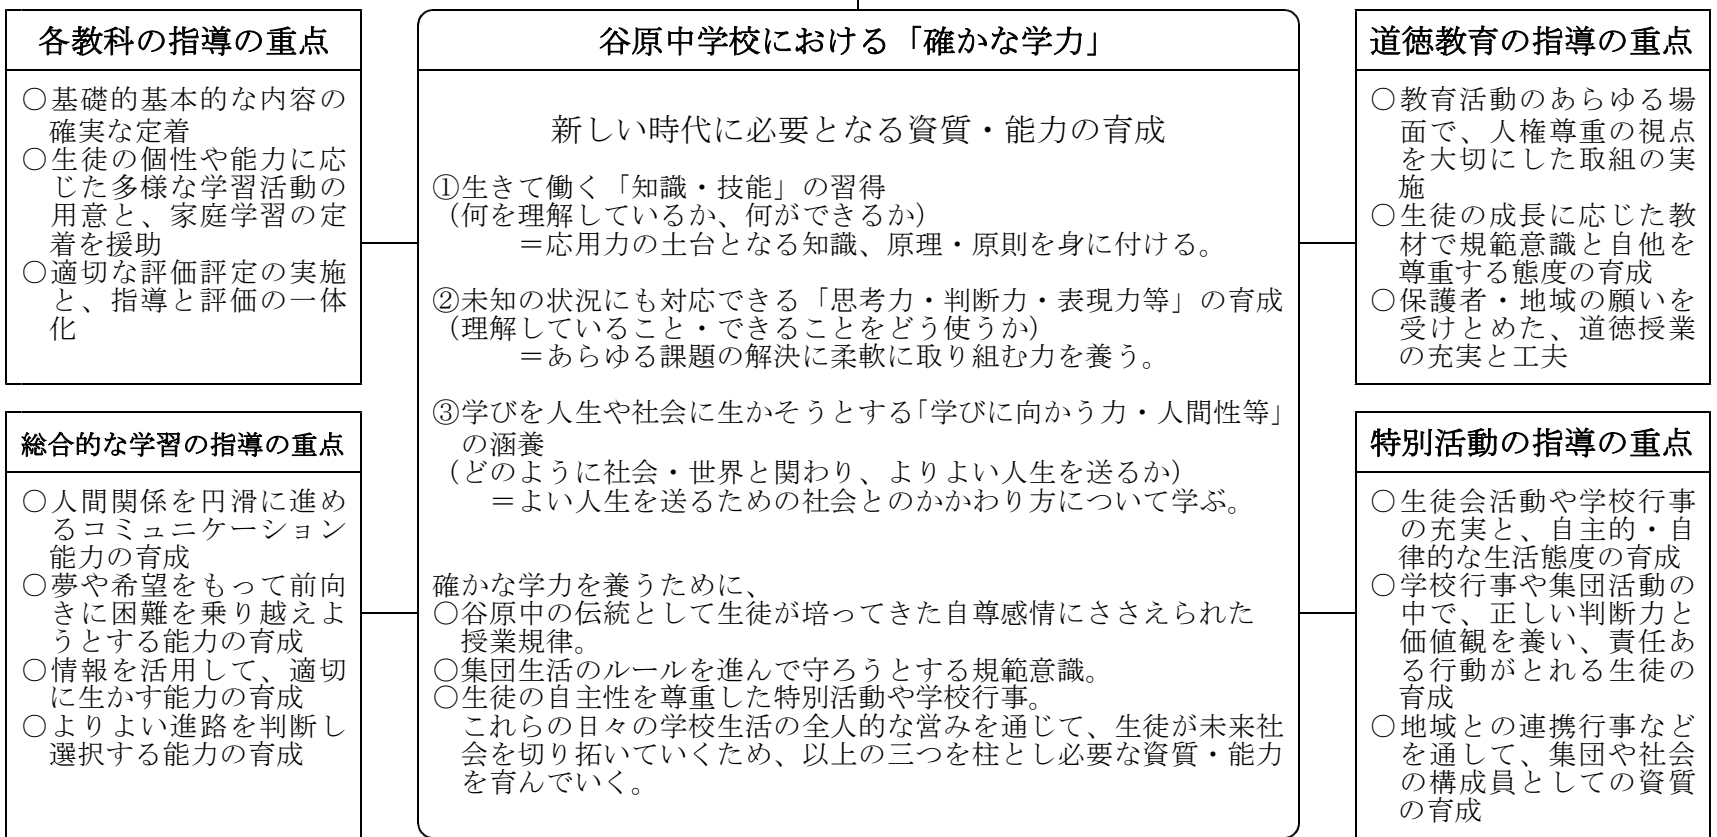 各教科の指導の重点
○基礎的基本的な内容の
確実な定着
○生徒の個性や能力に応
じた多様な学習活動の
用意と、家庭学習の定
着を援助
○適切な評価評定の実施
と、指導と評価の一体
化
総合的な学習の指導の重点
○人間関係を円滑に進め
るコミュニケーション
能力の育成
○夢や希望をもって前向
きに困難を乗り越えよ
うとする能力の育成
○情報を活用して、適切
に生かす能力の育成
○よりよい進路を判断し
選択する能力の育成
谷原中学校における「確かな学力」
新しい時代に必要となる資質・能力の育成
①生きて働く「知識・技能」の習得
(何を理解しているか、何ができるか)
＝応用力の土台となる知識、原理・原則を身に付ける。
②未知の状況にも対応できる「思考力・判断力・表現力等」の育成
(理解していること・できることをどう使うか)
＝あらゆる課題の解決に柔軟に取り組む力を養う。
③学びを人生や社会に生かそうとする「学びに向かう力・人間性等」
の涵養
(どのように社会・世界と関わり、よりよい人生を送るか)
＝よい人生を送るための社会とのかかわり方について学ぶ。
確かな学力を養うために、
○谷原中の伝統として生徒が培ってきた自尊感情にささえられた
授業規律。
○集団生活のルールを進んで守ろうとする規範意識。
○生徒の自主性を尊重した特別活動や学校行事。
これらの日々の学校生活の全人的な営みを通じて、生徒が未来社
会を切り拓いていくため、以上の三つを柱とし必要な資質・能力
を育んでいく。
道徳教育の指導の重点
○教育活動のあらゆる場
面で、人権尊重の視点
を大切にした取組の実
施
○生徒の成長に応じた教
材で規範意識と自他を
尊重する態度の育成
○保護者・地域の願いを
受けとめた、道徳授業
の充実と工夫
特別活動の指導の重点
○生徒会活動や学校行事
の充実と、自主的・自
律的な生活態度の育成
○学校行事や集団活動の
中で、正しい判断力と
価値観を養い、責任あ
る行動がとれる生徒の
育成
○地域との連携行事など
を通して、集団や社会
の構成員としての資質
の育成